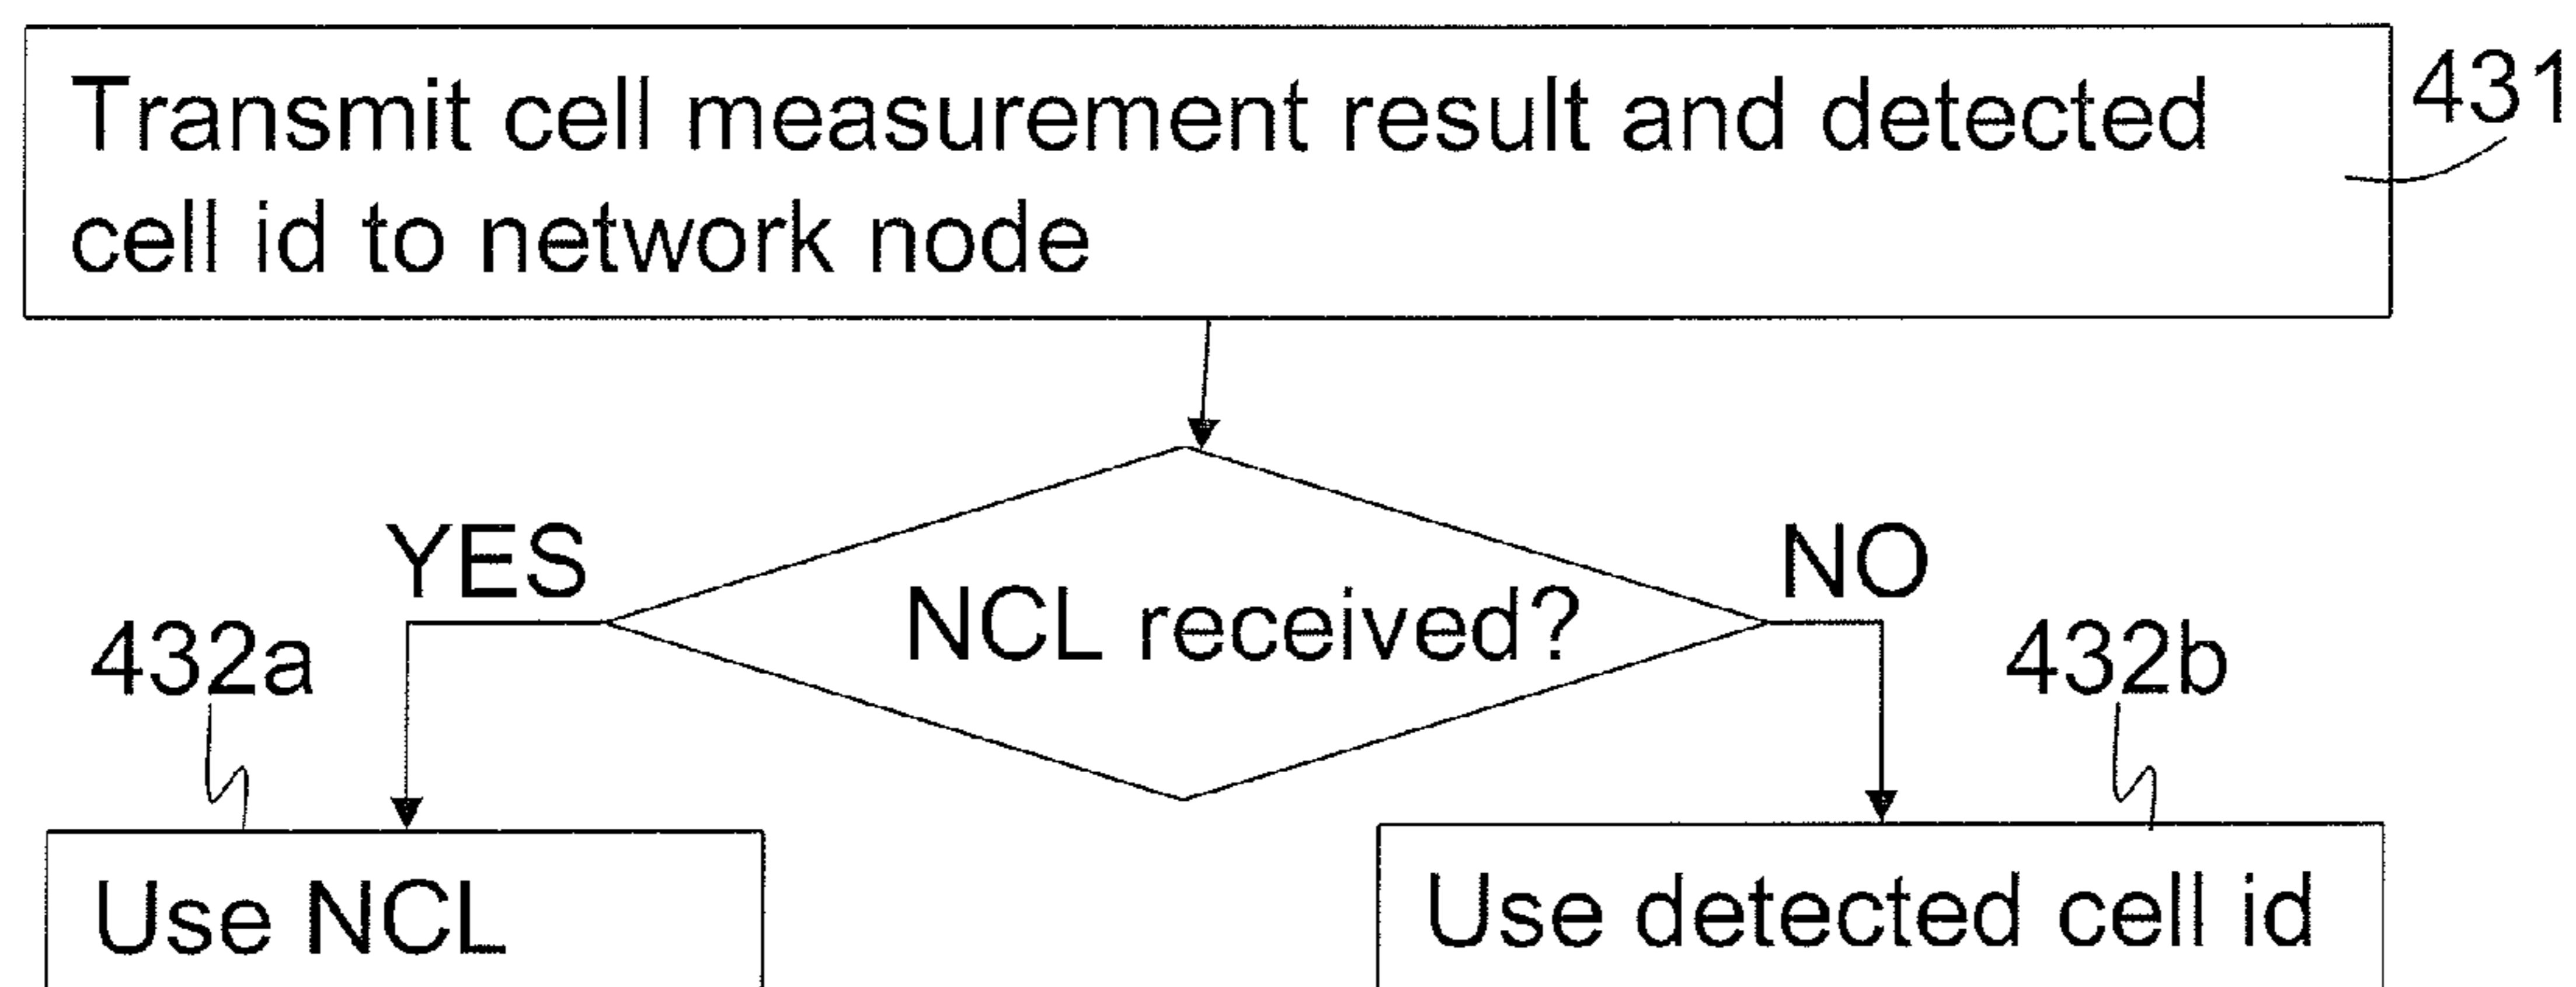 Transmit cell measurement result and detected
cell id to network node
431
YES
NCL received?
NO
432a
432b
Use NCL
Use detected cell id